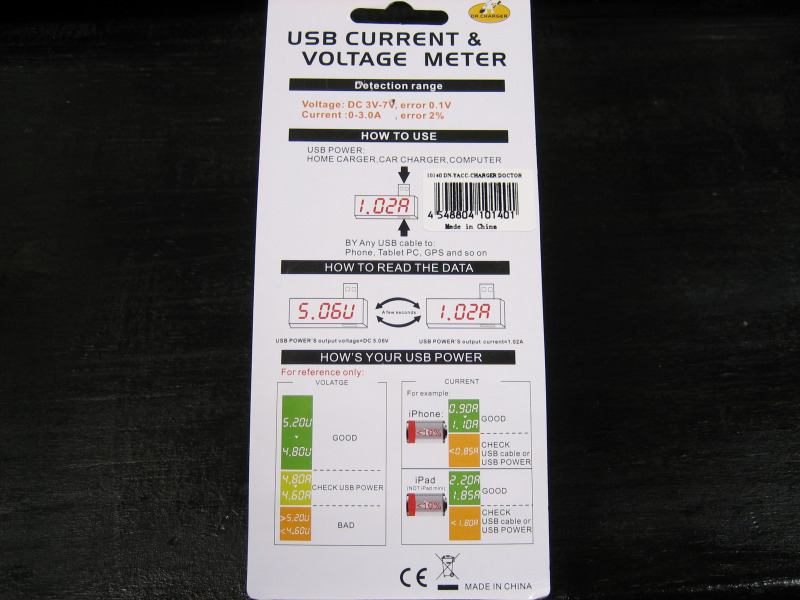 DR CHARGER
USB CURRENT &
VOLTAGE METER
Detection range
Voltage: DC 3V-7V, error 0.1V
Current :0-3.0A , error 2%
HOW TO USE
USB POWER:
HOME CARGER,CAR CHARGER,COMPUTER
1.02A
10140 DN-YACC-CHARGER DOCTOR
4 548804 101401
Made in China
BY Any USB cable to:
Phone, Tablet PC, GPS and so on
HOW TO READ THE DATA
5.06U
A few seconds
1.02A
USB POWER'S output voltage=DC 5.06V
USB POWER'S output current=1.02A
HOW'S YOUR USB POWER
For reference only:
VOLATGE
5.20U
4.80U
GOOD
4.80A
4.60A
CHECK USB POWER
>5.20U
<4.60U
BAD
CURRENT
For example:
iPhone:
<10%
0.90A
1.10A
GOOD
<0.85A
CHECK
USB cable or
USB POWER
iPad
(NOT iPad mini):
<10%
2.20A
1.85A
GOOD
<1.80A
CHECK
USB cable or
USB POWER
CE
MADE IN CHINA